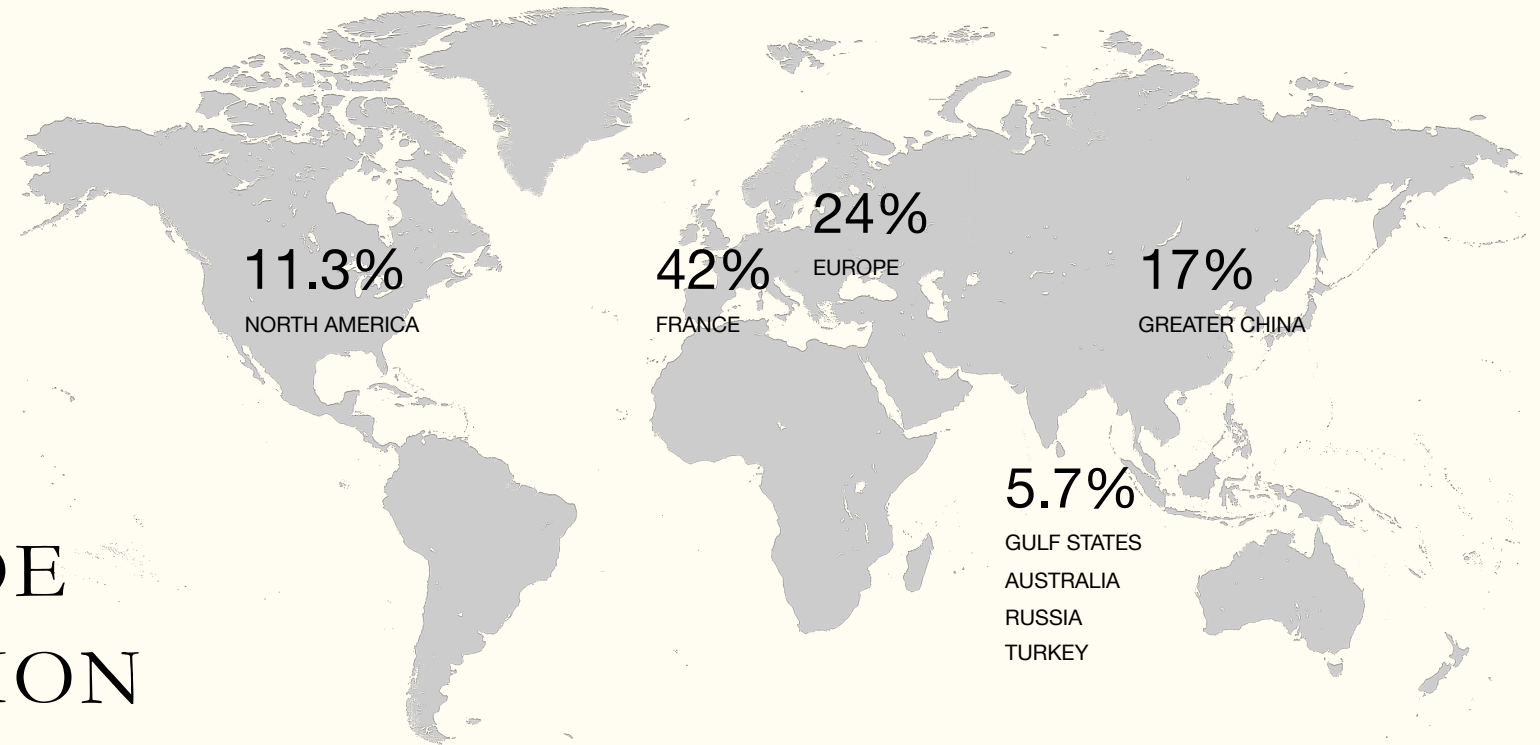 24%
EUROPE
11.3%
NORTH AMERICA
42%
FRANCE
17%
GREATER CHINA
5.7%
GULF STATES
AUSTRALIA
RUSSIA
TURKEY